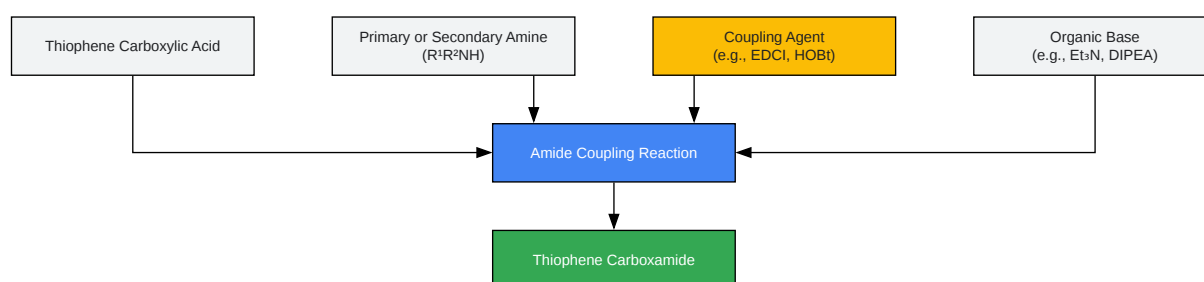 Thiophene Carboxylic Acid
Primary or Secondary Amine
(R¹R²NH)
Coupling Agent
(e.g., EDCI, HOBt)
Organic Base
(e.g., Et₃N, DIPEA)
Amide Coupling Reaction
Thiophene Carboxamide